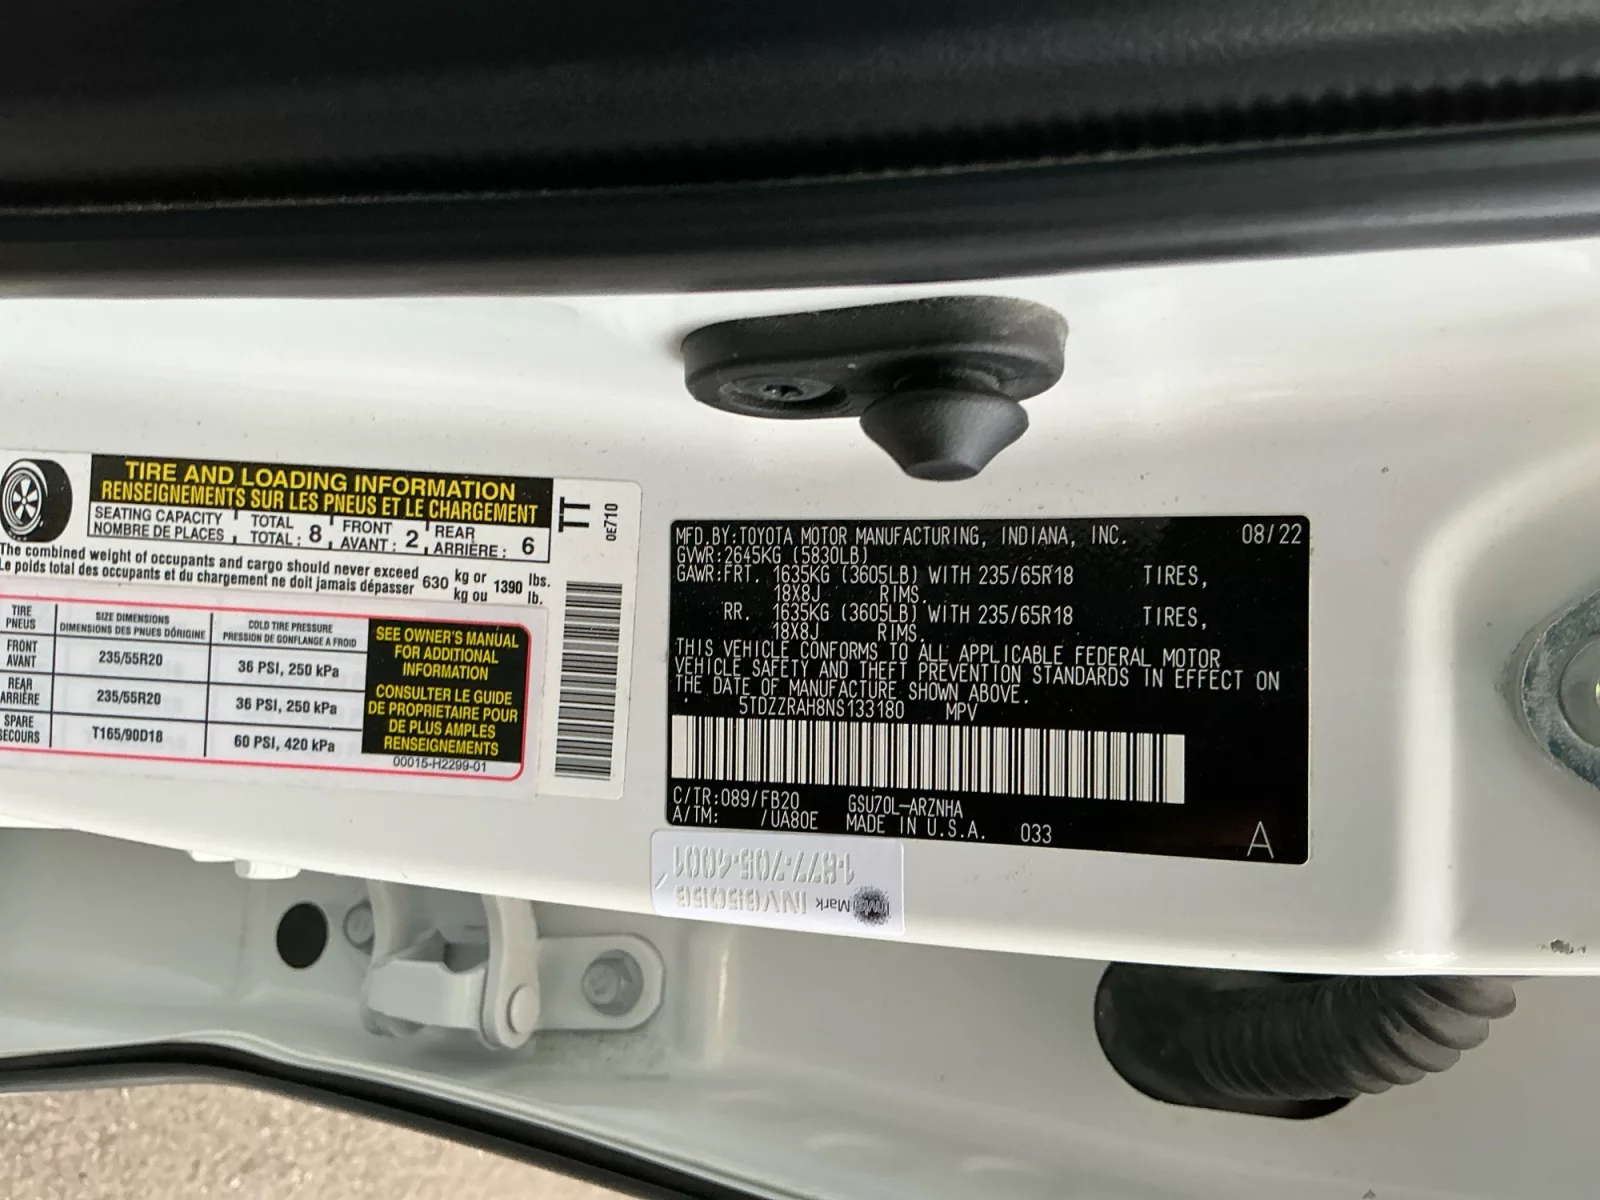 TIRE AND LOADING INFORMATION
RENSEIGNEMENTS SUR LES PNEUS ET LE CHARGEMENT
SEATING CAPACITY TOTAL FRONT REAR
NOMBRE DE PLACES TOTAL: 8 AVANT: 2 ARRIÈRE: 6
The combined weight of occupants and cargo should never exceed 630 kg or 1390 lbs.
Le poids total des occupants et du chargement ne doit jamais dépasser kg ou lb.
TIRE PNEUS SIZE DIMENSIONS COLD TIRE PRESSURE
DIMENSIONS DES PNUES DÓRIGINE PRESSION DE GONFLANGE A FROID
FRONT AVANT 235/55R20 36 PSI, 250 kPa
REAR ARRIÈRE 235/55R20 36 PSI, 250 kPa
SPARE SECOURS T165/90D18 60 PSI, 420 kPa
SEE OWNER'S MANUAL
FOR ADDITIONAL
INFORMATION
CONSULTER LE GUIDE
DE PROPRIETAIRE POUR
DE PLUS AMPLES
RENSEIGNEMENTS
00015-H2299-01
TT
0E710
MFD.BY:TOYOTA MOTOR MANUFACTURING, INDIANA, INC. 08/22
GVWR:2645KG (5830LB)
GAWR:FRT. 1635KG (3605LB) WITH 235/65R18 TIRES,
18X8J RIMS.
RR. 1635KG (3605LB) WITH 235/65R18 TIRES,
18X8J RIMS.
THIS VEHICLE CONFORMS TO ALL APPLICABLE FEDERAL MOTOR
VEHICLE SAFETY AND THEFT PREVENTION STANDARDS IN EFFECT ON
THE DATE OF MANUFACTURE SHOWN ABOVE.
5TDZZRAH8NS133180 MPV
C/TR:089/FB20 GSU70L-ARZNHA
A/TM: /UA80E MADE IN U.S.A. 033
A
Mark
1-877-705-4001